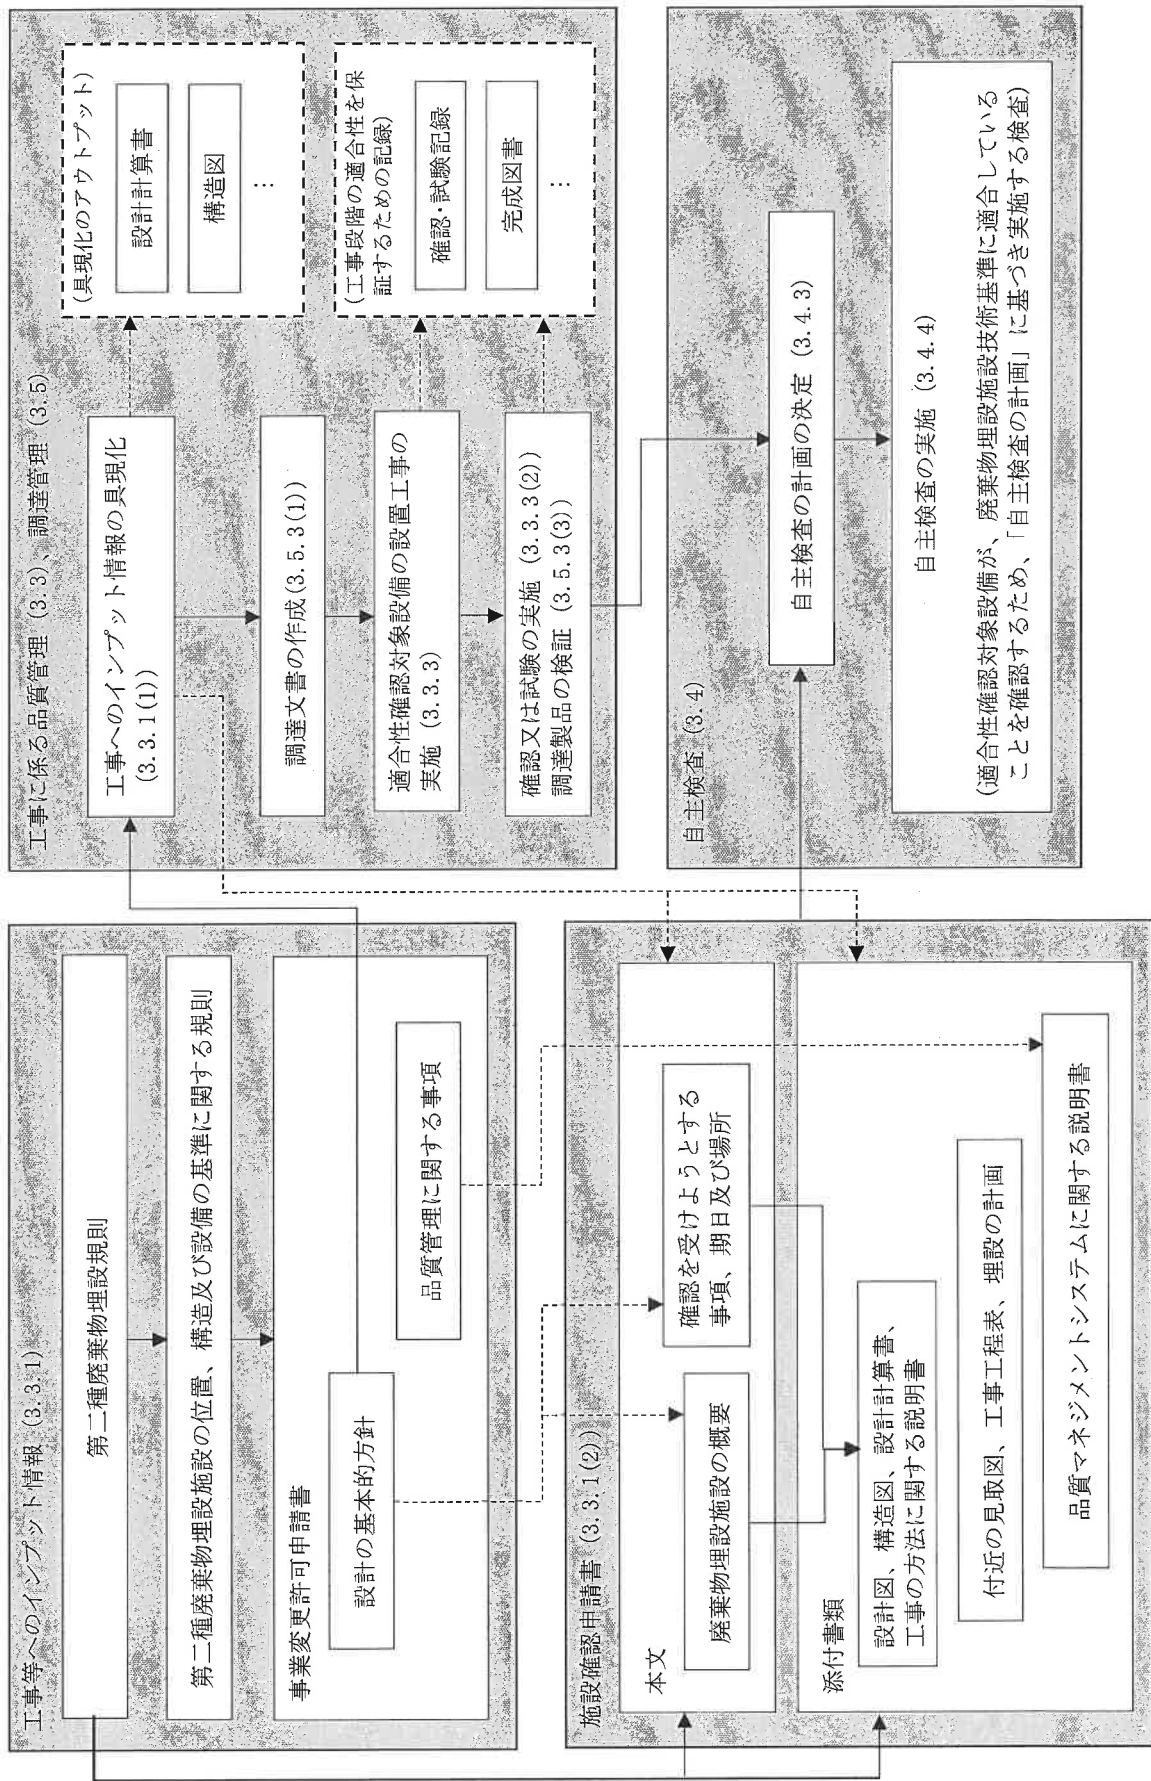 工事等へのインプット情報 (3.3.1)
第二種廃棄物埋設規則
第二種廃棄物埋設施設の位置、構造及び設備の基準に関する規則
事業変更許可申請書
設計の基本的方針
品質管理に関する事項
施設確認申請書 (3.3.1(2))
本文
廃棄物埋設施設の概要
確認を受けようとする
事項、期日及び場所
添付書類
設計図、構造図、設計計算書、
工事の方法に関する説明書
付近の見取図、工事工程表、埋設の計画
品質マネジメントシステムに関する説明書
工事に係る品質管理 (3.3)、調達管理 (3.5)
工事へのインプット情報の具現化
(3.3.1(1))
調達文書の作成(3.5.3(1))
適合性確認対象設備の設置工事の
実施 (3.3.3)
確認又は試験の実施 (3.3.3(2))
調達製品の検証 (3.5.3(3))
(具現化のアウトプット)
設計計算書
構造図
⋮
(工事段階の適合性を保
証するための記録)
確認・試験記録
完成図書
⋮
自主検査 (3.4)
自主検査の計画の決定 (3.4.3)
自主検査の実施 (3.4.4)
(適合性確認対象設備が、廃棄物埋設施設技術基準に適合している
ことを確認するため、「自主検査の計画」に基づき実施する検査)